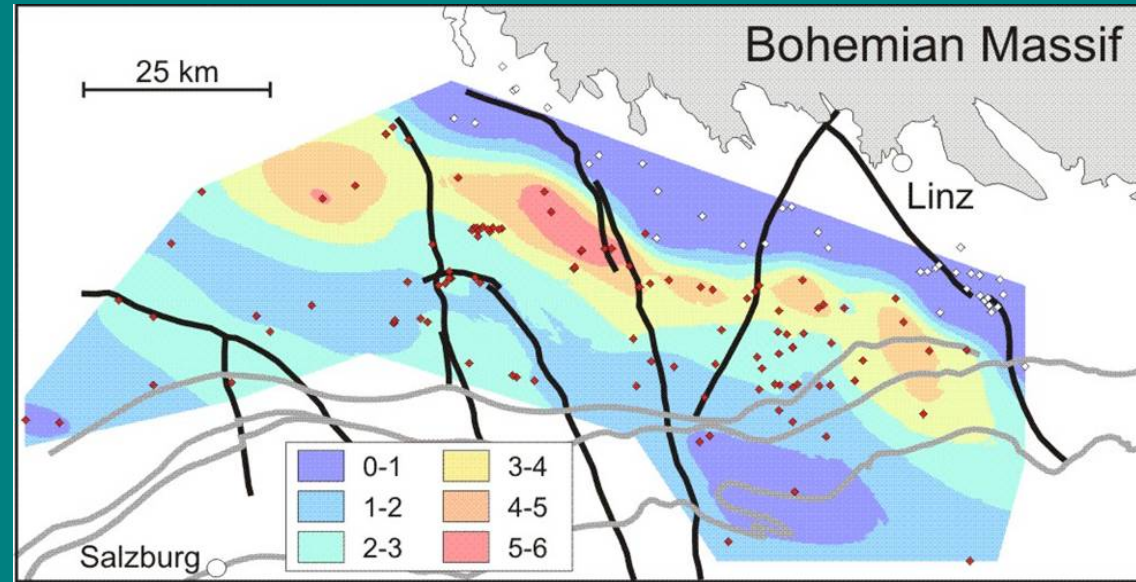 Bohemian Massif
25 km
Linz
0-1 3-4
1-2 4-5
2-3 5-6
Salzburg